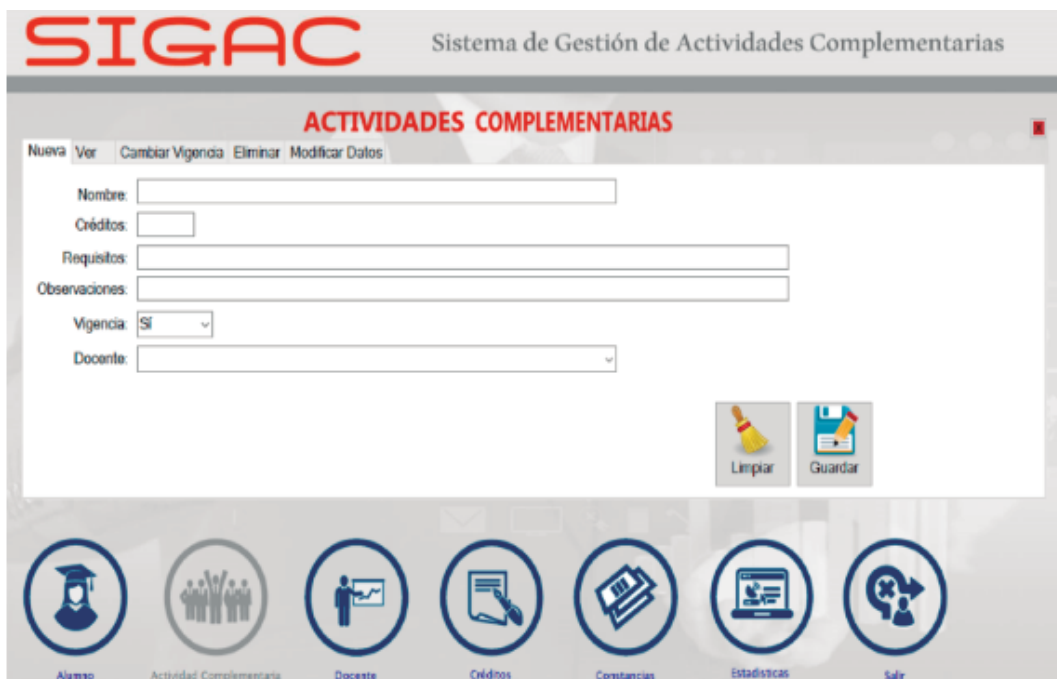 SIGAC
Sistema de Gestión de Actividades Complementarias
ACTIVIDADES COMPLEMENTARIAS
X
Nueva Ver Cambiar Vigencia Eliminar Modificar Datos
Nombre:
Créditos:
Requisitos:
Observaciones:
Vigencia: Sí
Docente:
Limpiar Guardar
Alumno Actividad Complementaria Docente Créditos Constancias Estadísticas Salir